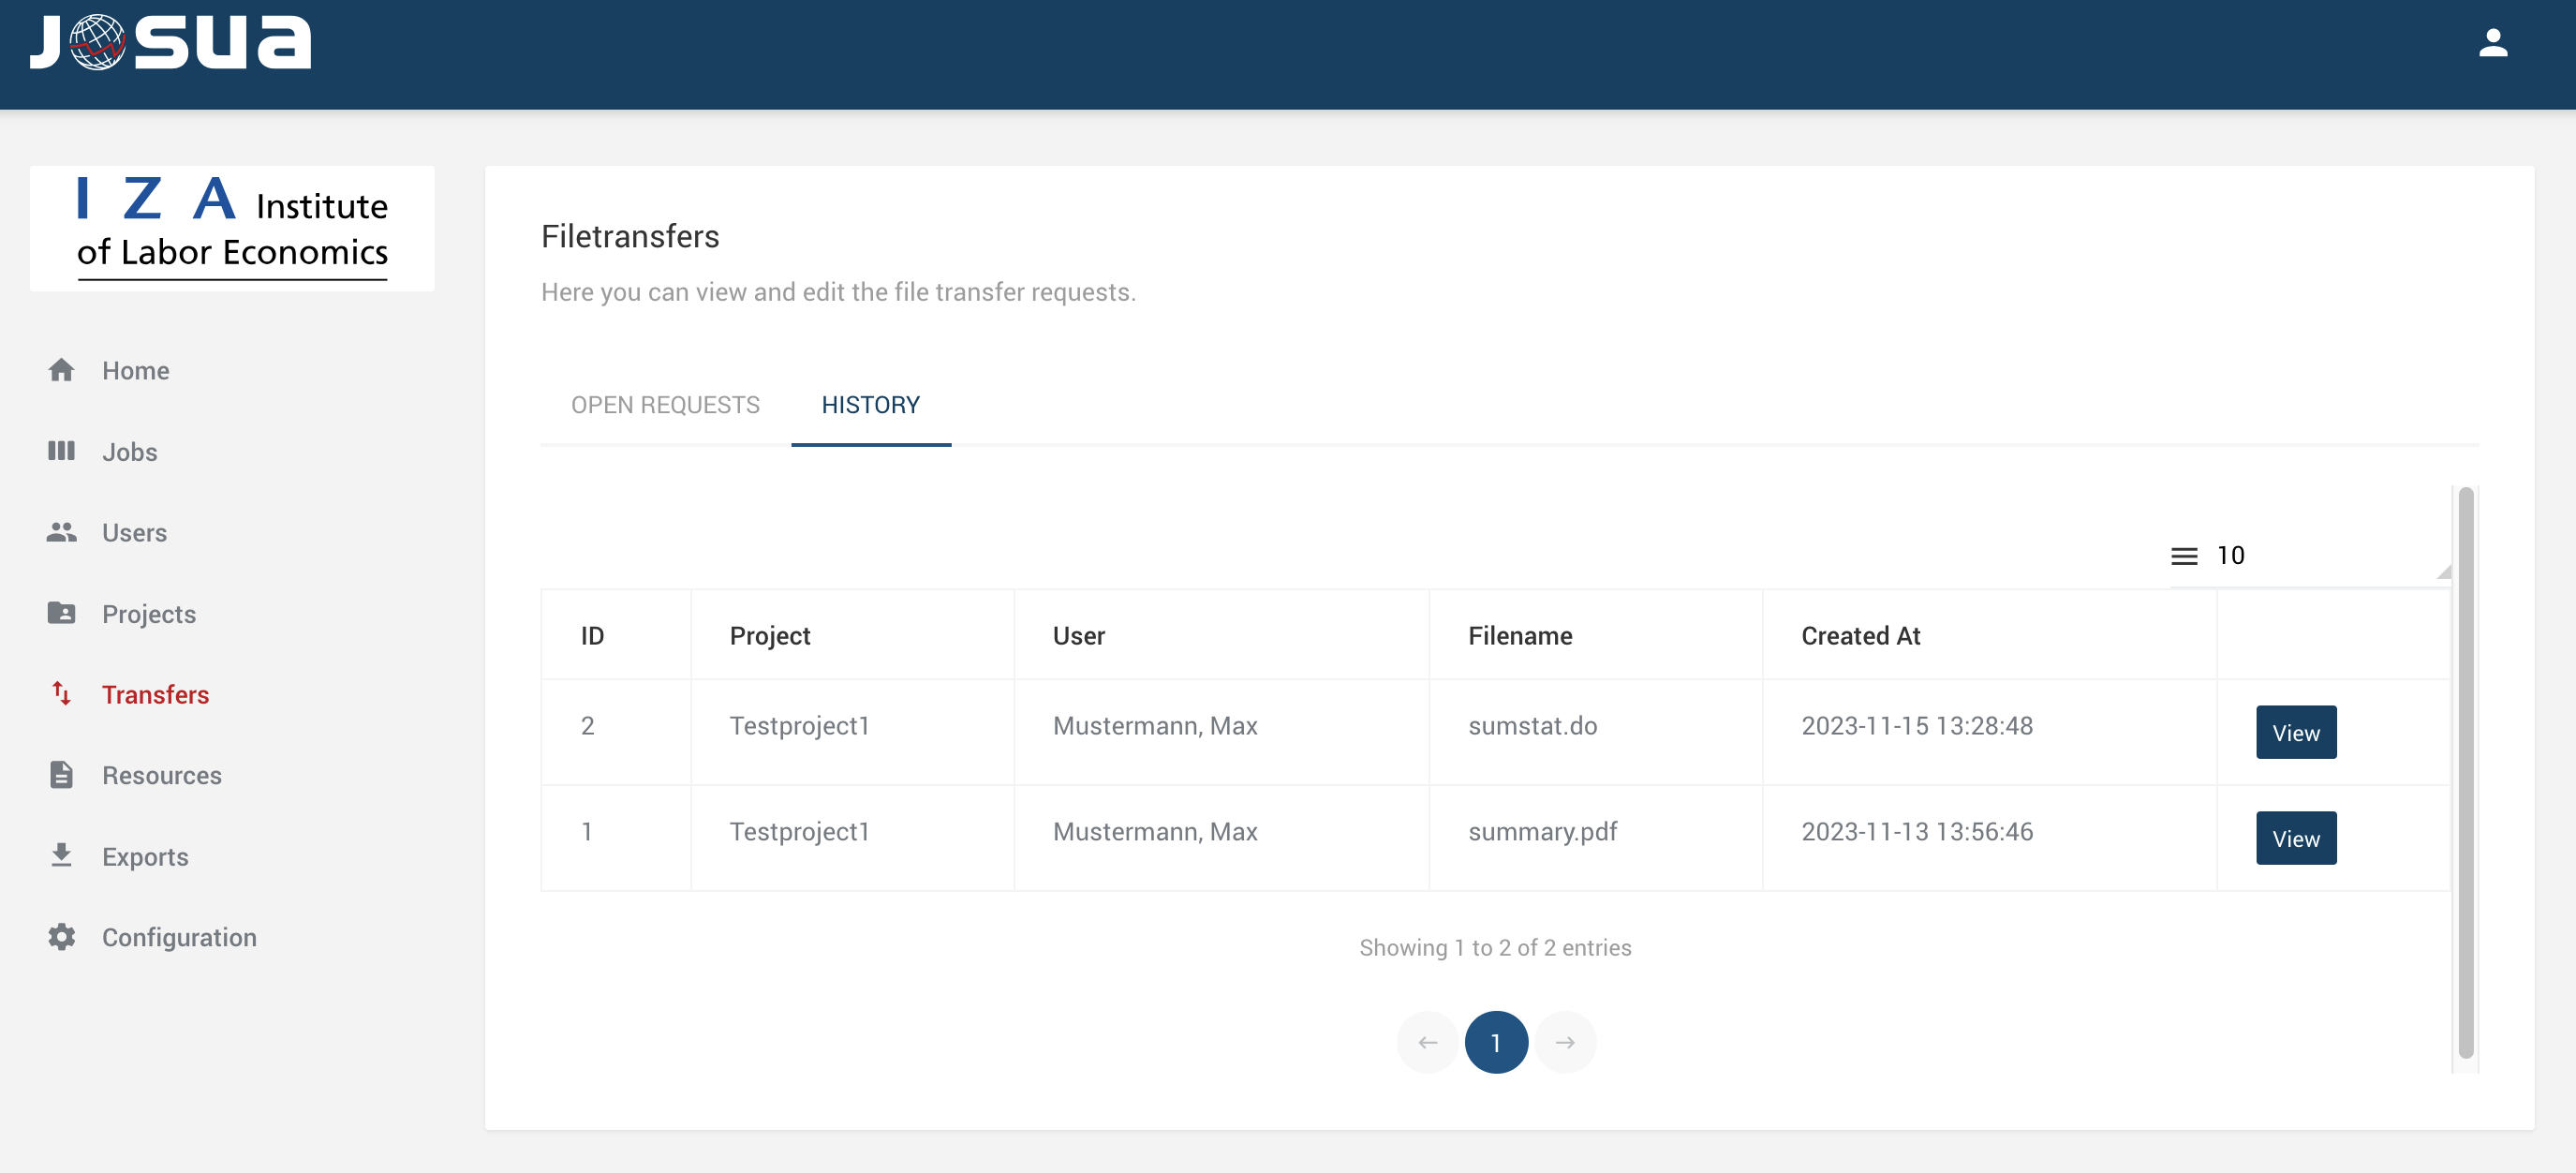 JOSUA
IZA Institute
of Labor Economics
Home
Jobs
Users
Projects
Transfers
Resources
Exports
Configuration
Filetransfers
Here you can view and edit the file transfer requests.
OPEN REQUESTS HISTORY
10
ID Project User Filename Created At
2 Testproject1 Mustermann, Max sumstat.do 2023-11-15 13:28:48 View
1 Testproject1 Mustermann, Max summary.pdf 2023-11-13 13:56:46 View
Showing 1 to 2 of 2 entries
← 1 →